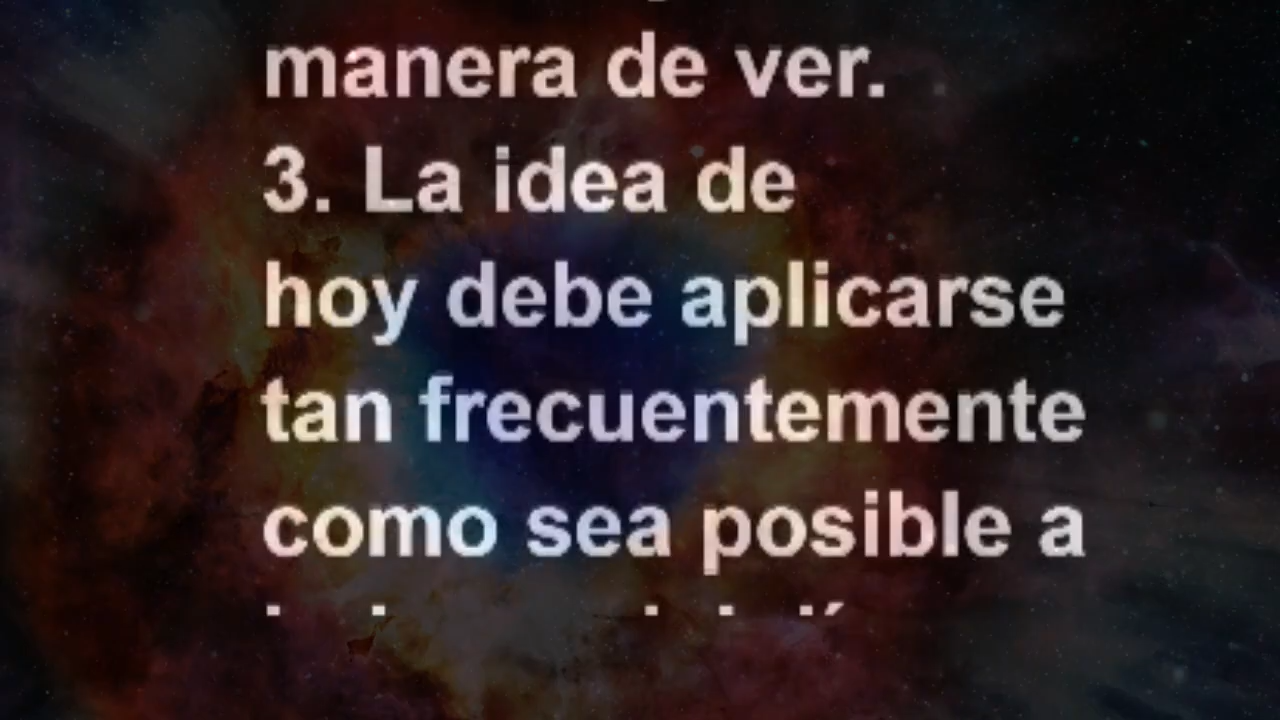 manera de ver.
3. La idea de
hoy debe aplicarse
tan frecuentemente
como sea posible a